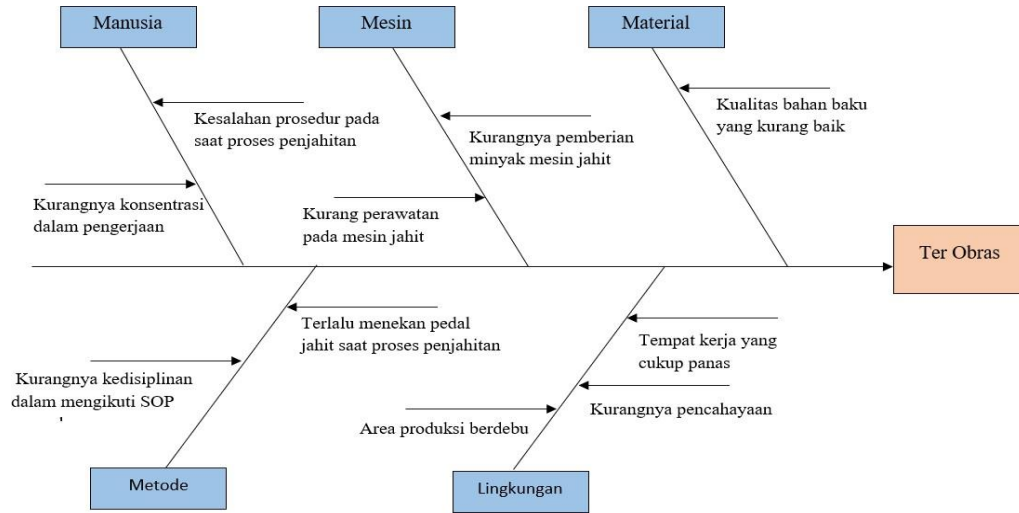 Manusia
Mesin
Material
Kesalahan prosedur pada
saat proses penjahitan
Kurangnya konsentrasi
dalam pengerjaan
Kurangnya pemberian
minyak mesin jahit
Kurang perawatan
pada mesin jahit
Kualitas bahan baku
yang kurang baik
Ter Obras
Terlalu menekan pedal
jahit saat proses penjahitan
Kurangnya kedisiplinan
dalam mengikuti SOP
Tempat kerja yang
cukup panas
Kurangnya pencahayaan
Area produksi berdebu
Metode
Lingkungan